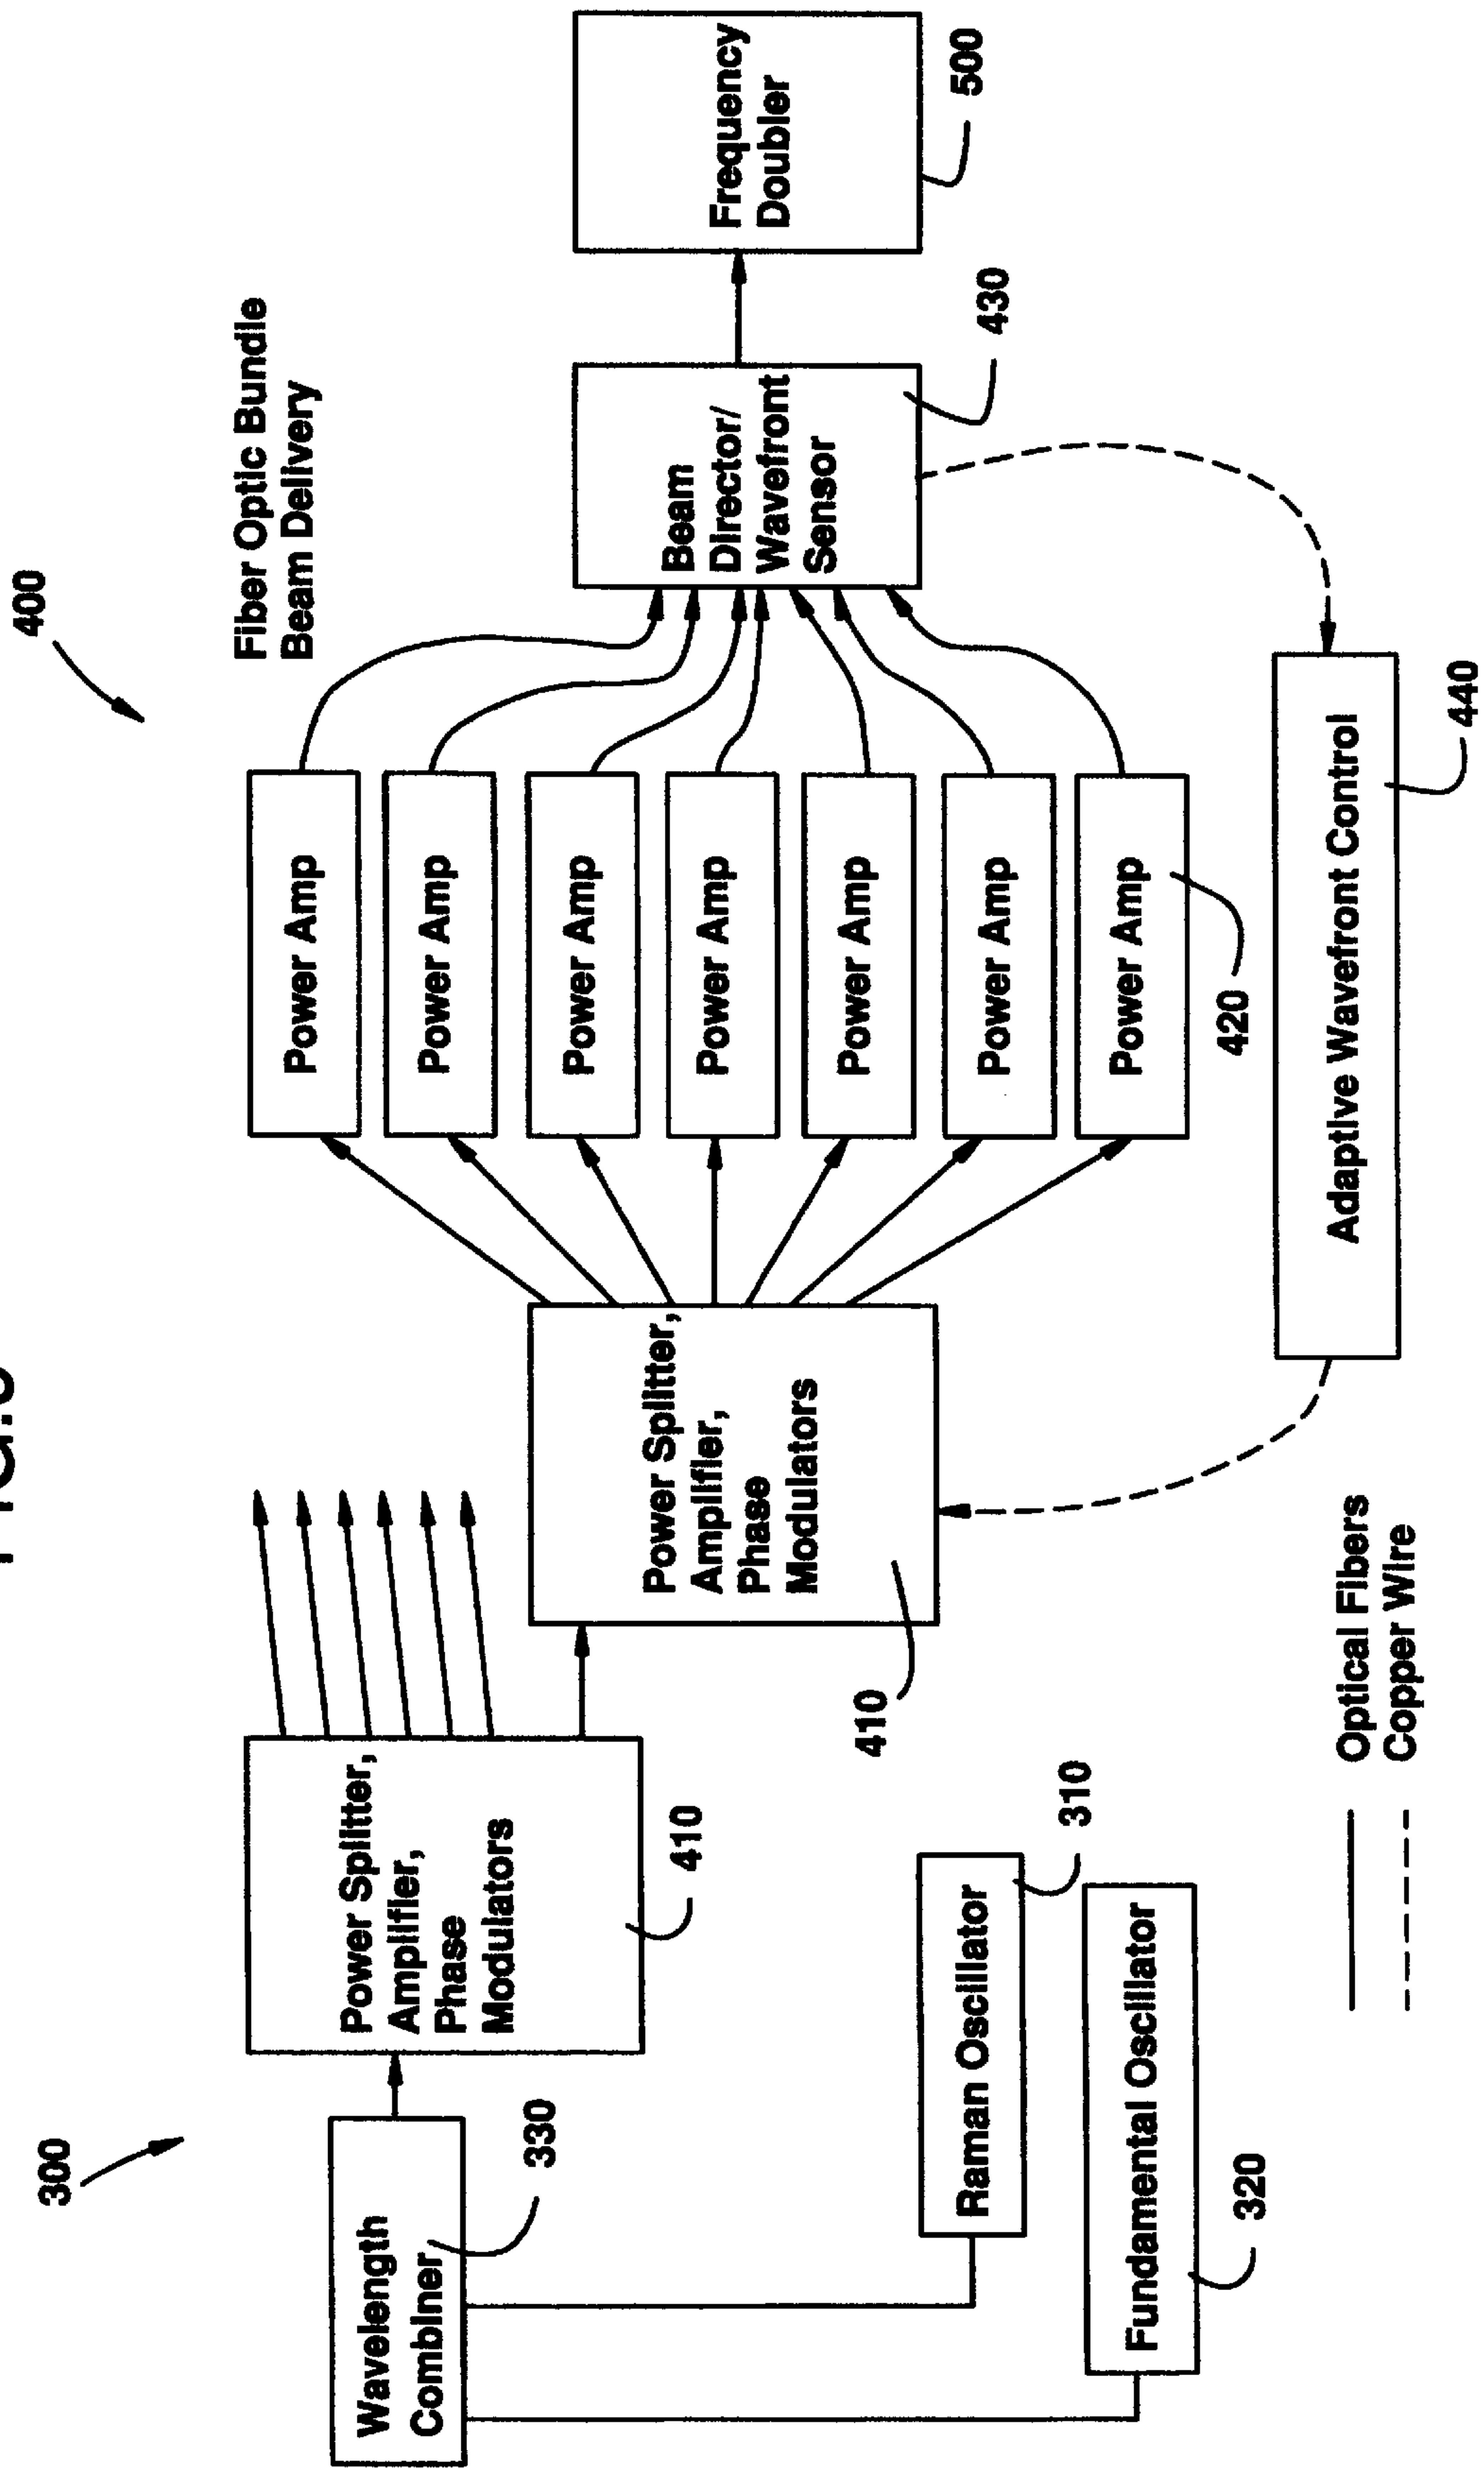 300
400
Fiber Optic Bundle
Beam Delivery
Wavelength
Combiner
330
Power Splitter,
Amplifier,
Phase
Modulators
410
Power Splitter,
Amplifier,
Phase
Modulators
410
Power Amp
Power Amp
Power Amp
Power Amp
Power Amp
Power Amp
Power Amp
420
Beam
Director/
Wavefront
Sensor
430
Frequency
Doubler
500
Raman Oscillator
310
Fundamental Oscillator
320
Adaptive Wavefront Control
440
Optical Fibers
Copper Wire